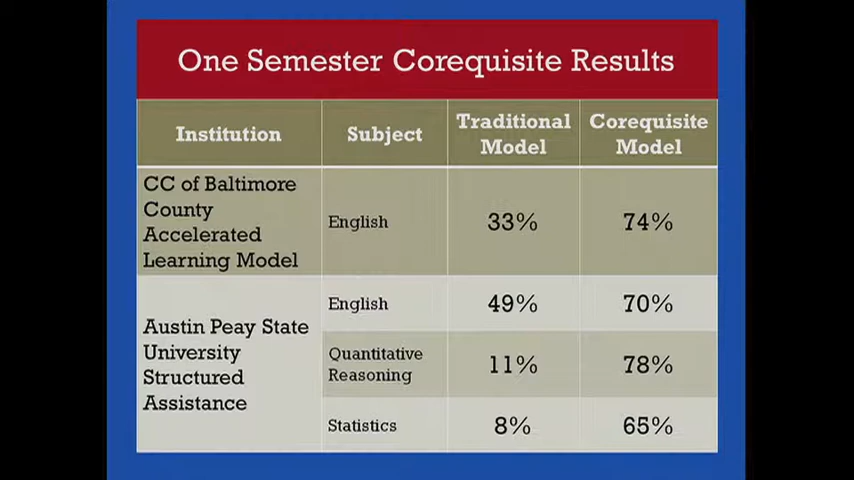 One Semester Corequisite Results
Institution
Subject
Traditional
Model
Corequisite
Model
CC of Baltimore
County
Accelerated
Learning Model
English
33%
74%
Austin Peay State
University
Structured
Assistance
English
49%
70%
Quantitative
Reasoning
11%
78%
Statistics
8%
65%